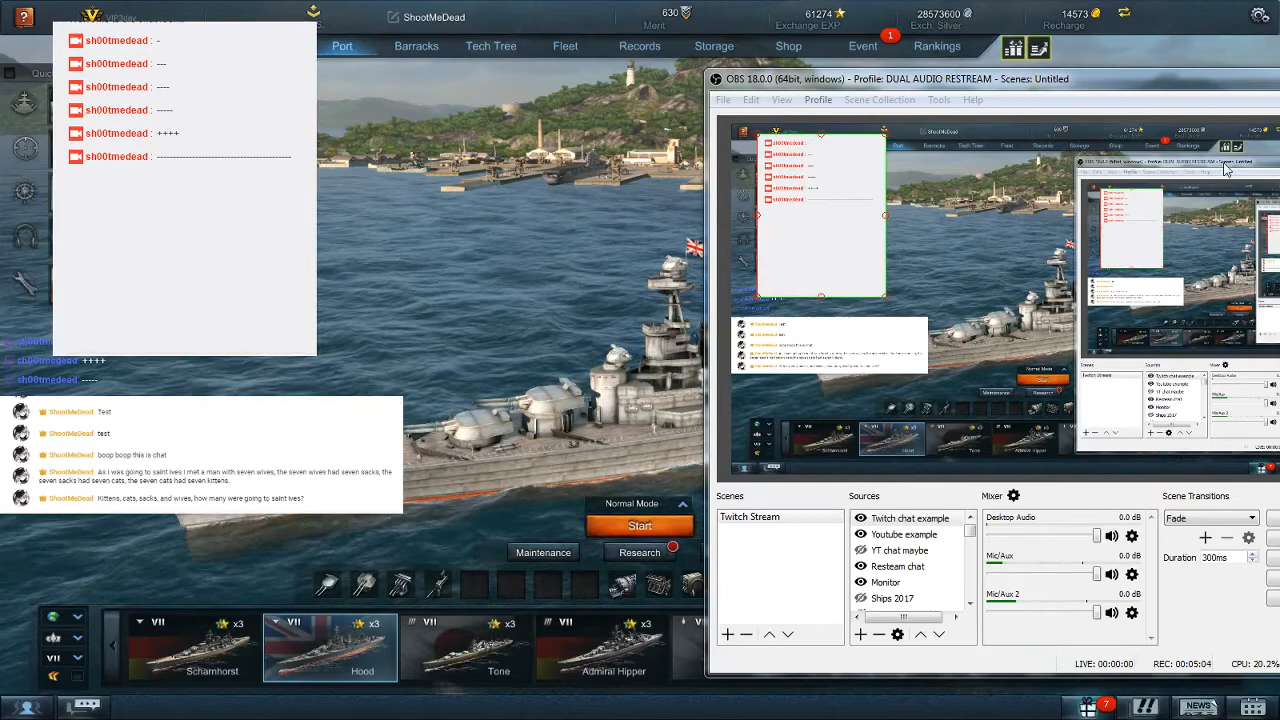 VIP3day
ShootMeDead
630
Merit
61274
Exchange EXP
28573600
Exch. Silver
14573
Recharge
Port
Barracks
Tech Tree
Fleet
Records
Storage
Shop
Event
1
Rankings
sh00tmedead : -
sh00tmedead : ---
sh00tmedead : ----
sh00tmedead : -----
sh00tmedead : ++++
sh00tmedead : ------------------------------------------
sh00tmedead ++++
sh00tmedead -----
ShootMeDead Test
ShootMeDead test
ShootMeDead boop boop this is chat
ShootMeDead As I was going to saint ives I met a man with seven wives, the seven wives had seven sacks, the
seven sacks had seven cats, the seven cats had seven kittens.
ShootMeDead Kittens, cats, sacks, and wives, how many were going to saint ives?
OBS 18.0.0 (64bit, windows) - Profile: DUAL AUDIO RESTREAM - Scenes: Untitled
File Edit View Profile Scene Collection Tools Help
Normal Mode
Start
Maintenance
Research
VII x3
Scharnhorst
VII x3
Hood
VII x3
Tone
VII x3
Admiral Hipper
VII
Scenes
Twitch Stream
Sources
Twitch chat example
Youtube example
YT chat maybe
Resteam chat
Monitor
Ships 2017
Mixer
Desktop Audio 0.0 dB
Mic/Aux 0.0 dB
Mic/Aux 2 0.0 dB
Scene Transitions
Fade
Duration 300ms
LIVE: 00:00:00
REC: 00:05:0
CPU: 20.2%
7
NEWS